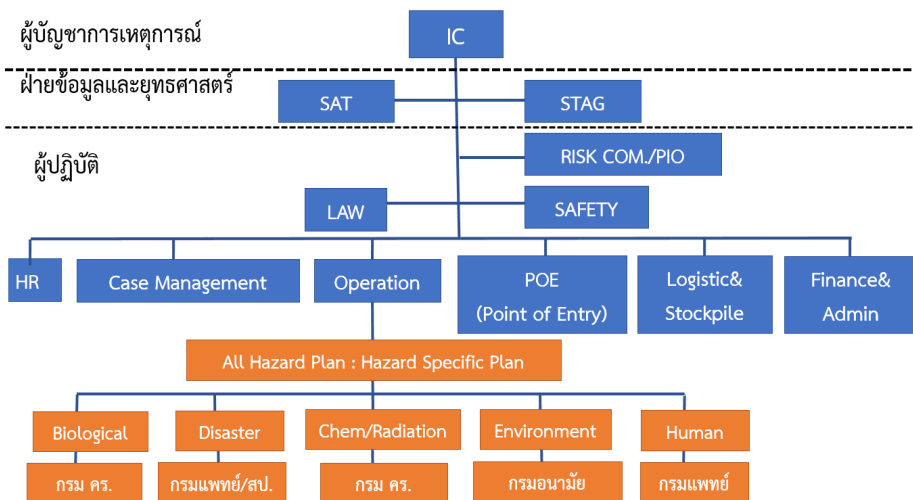 ผู้บัญชาการเหตุการณ์
IC
ฝ่ายข้อมูลและยุทธศาสตร์
SAT
STAG
ผู้ปฏิบัติ
RISK COM./PIO
LAW
SAFETY
HR
Case Management
Operation
POE
(Point of Entry)
Logistic&
Stockpile
Finance&
Admin
All Hazard Plan : Hazard Specific Plan
Biological
Disaster
Chem/Radiation
Environment
Human
กรม คร.
กรมแพทย์/สป.
กรม คร.
กรมอนามัย
กรมแพทย์